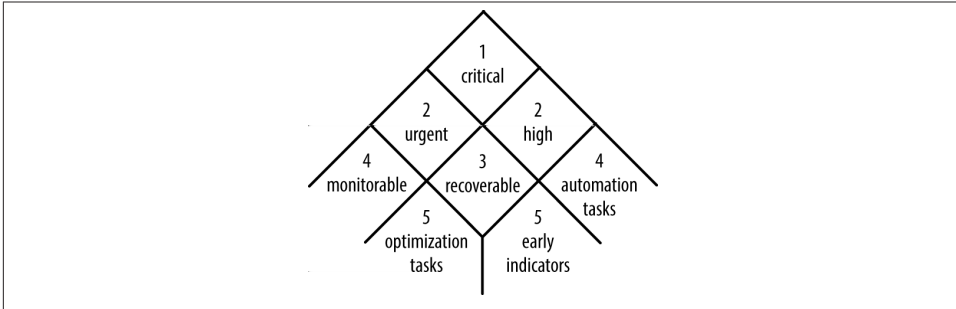 1
critical
2
urgent
2
high
4
monitorable
3
recoverable
4
automation
tasks
5
optimization
tasks
5
early
indicators